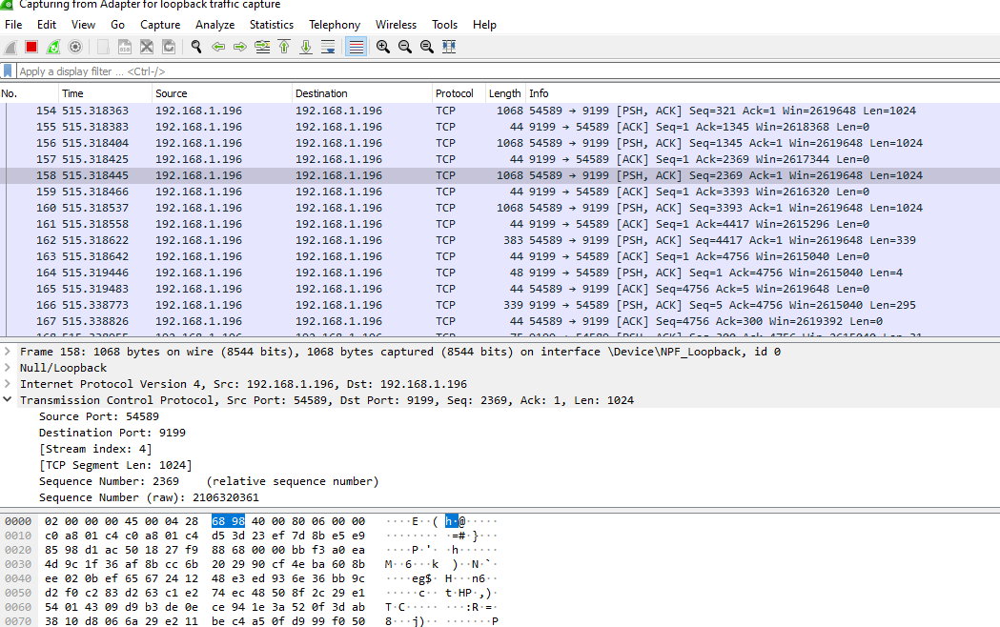 Capturing from Adapter for loopback traffic capture
File Edit View Go Capture Analyze Statistics Telephony Wireless Tools Help
Apply a display filter ... <Ctrl-/>
No. Time Source Destination Protocol Length Info
154 515.318363 192.168.1.196 192.168.1.196 TCP 1068 54589 → 9199 [PSH, ACK] Seq=321 Ack=1 Win=2619648 Len=1024
155 515.318383 192.168.1.196 192.168.1.196 TCP 44 9199 → 54589 [ACK] Seq=1 Ack=1345 Win=2618368 Len=0
156 515.318404 192.168.1.196 192.168.1.196 TCP 1068 54589 → 9199 [PSH, ACK] Seq=1345 Ack=1 Win=2619648 Len=1024
157 515.318425 192.168.1.196 192.168.1.196 TCP 44 9199 → 54589 [ACK] Seq=1 Ack=2369 Win=2617344 Len=0
158 515.318445 192.168.1.196 192.168.1.196 TCP 1068 54589 → 9199 [PSH, ACK] Seq=2369 Ack=1 Win=2619648 Len=1024
159 515.318466 192.168.1.196 192.168.1.196 TCP 44 9199 → 54589 [ACK] Seq=1 Ack=3393 Win=2616320 Len=0
160 515.318537 192.168.1.196 192.168.1.196 TCP 1068 54589 → 9199 [PSH, ACK] Seq=3393 Ack=1 Win=2619648 Len=1024
161 515.318558 192.168.1.196 192.168.1.196 TCP 44 9199 → 54589 [ACK] Seq=1 Ack=4417 Win=2615296 Len=0
162 515.318622 192.168.1.196 192.168.1.196 TCP 383 54589 → 9199 [PSH, ACK] Seq=4417 Ack=1 Win=2619648 Len=339
163 515.318642 192.168.1.196 192.168.1.196 TCP 44 9199 → 54589 [ACK] Seq=1 Ack=4756 Win=2615040 Len=0
164 515.319446 192.168.1.196 192.168.1.196 TCP 48 9199 → 54589 [PSH, ACK] Seq=1 Ack=4756 Win=2615040 Len=4
165 515.319483 192.168.1.196 192.168.1.196 TCP 44 54589 → 9199 [ACK] Seq=4756 Ack=5 Win=2619648 Len=0
166 515.338773 192.168.1.196 192.168.1.196 TCP 339 9199 → 54589 [PSH, ACK] Seq=5 Ack=4756 Win=2615040 Len=295
167 515.338826 192.168.1.196 192.168.1.196 TCP 44 54589 → 9199 [ACK] Seq=4756 Ack=300 Win=2619392 Len=0
Frame 158: 1068 bytes on wire (8544 bits), 1068 bytes captured (8544 bits) on interface \Device\NPF_Loopback, id 0
Null/Loopback
Internet Protocol Version 4, Src: 192.168.1.196, Dst: 192.168.1.196
Transmission Control Protocol, Src Port: 54589, Dst Port: 9199, Seq: 2369, Ack: 1, Len: 1024
Source Port: 54589
Destination Port: 9199
[Stream index: 4]
[TCP Segment Len: 1024]
Sequence Number: 2369 (relative sequence number)
Sequence Number (raw): 2106320361
0000 02 00 00 00 45 00 04 28 68 98 40 00 80 06 00 00 ····E··( h·@·····
0010 c0 a8 01 c4 c0 a8 01 c4 d5 3d 23 ef 7d 8b e5 e9 ········ ·=#·}···
0020 85 98 d1 ac 50 18 27 f9 88 68 00 00 bb f3 a0 ea ····P·'· ·h······
0030 4d 9c 1f 36 af 8b cc 6b 20 29 90 cf 4e ba 60 8b M··6···k )··N·`·
0040 ee 02 0b ef 65 67 24 12 48 e3 ed 93 6e 36 bb 9c ····eg$· H···n6··
0050 d2 f0 c2 83 d2 63 c1 e2 74 ec 48 50 8f 2c 29 e1 ·····c·· t·HP·,)·
0060 54 01 43 09 d9 b3 de 0e ce 94 1e 3a 52 0f 3d ab T·C····· ···:R·=·
0070 38 10 d8 06 6a 29 e2 11 be c4 a5 0f d9 99 f0 50 8···j)·· ·······P